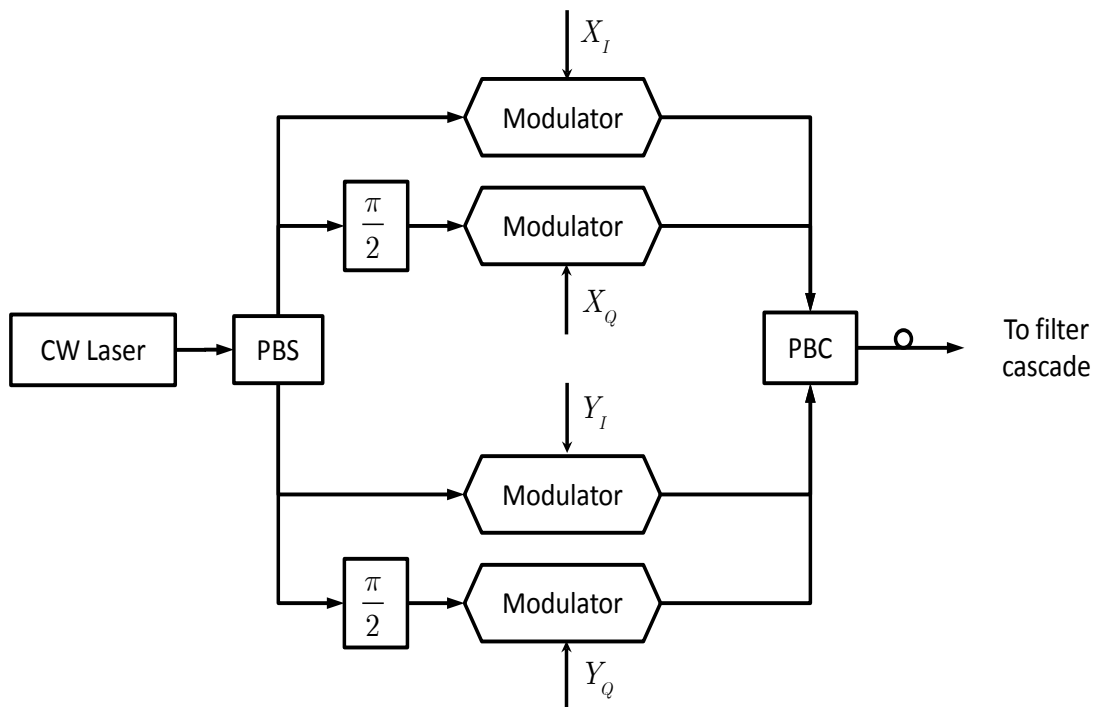 X_I
Modulator
π/2
Modulator
X_Q
CW Laser
PBS
PBC
To filter
cascade
Y_I
Modulator
π/2
Modulator
Y_Q